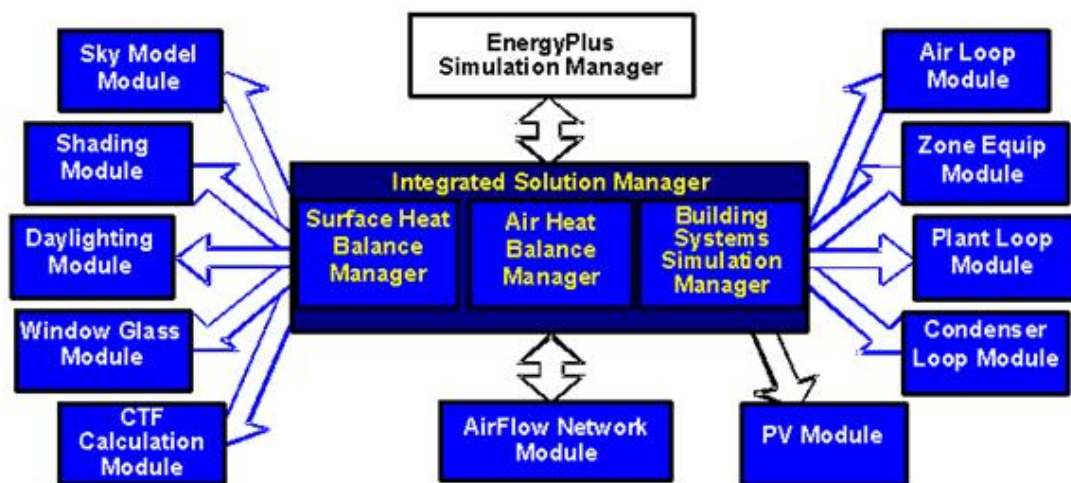 EnergyPlus
Simulation Manager
Sky Model
Module
Shading
Module
Daylighting
Module
Window Glass
Module
CTF
Calculation
Module
Integrated Solution Manager
Surface Heat
Balance
Manager
Air Heat
Balance
Manager
Building
Systems
Simulation
Manager
AirFlow Network
Module
Air Loop
Module
Zone Equip
Module
Plant Loop
Module
Condenser
Loop Module
PV Module